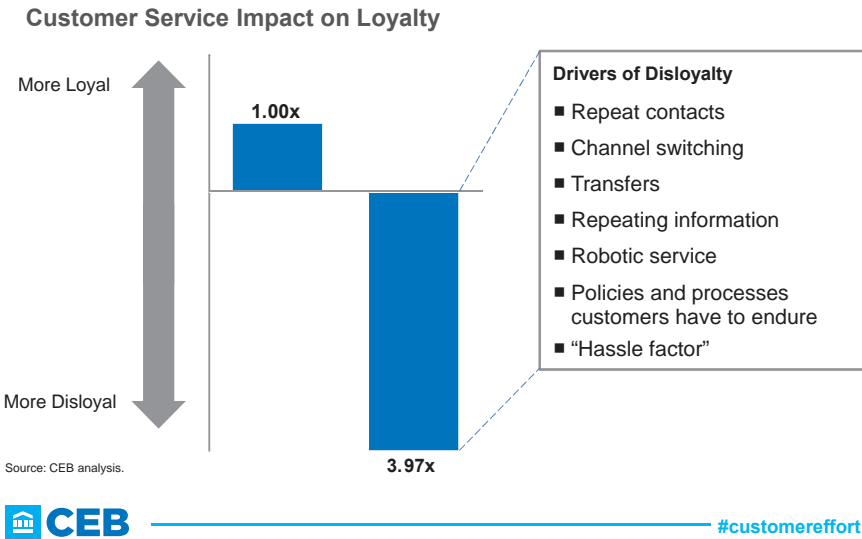 Customer Service Impact on Loyalty
More Loyal
1.00x
3.97x
More Disloyal
Drivers of Disloyalty
■ Repeat contacts
■ Channel switching
■ Transfers
■ Repeating information
■ Robotic service
■ Policies and processes
customers have to endure
■ “Hassle factor”
Source: CEB analysis.
CEB
#customereffort